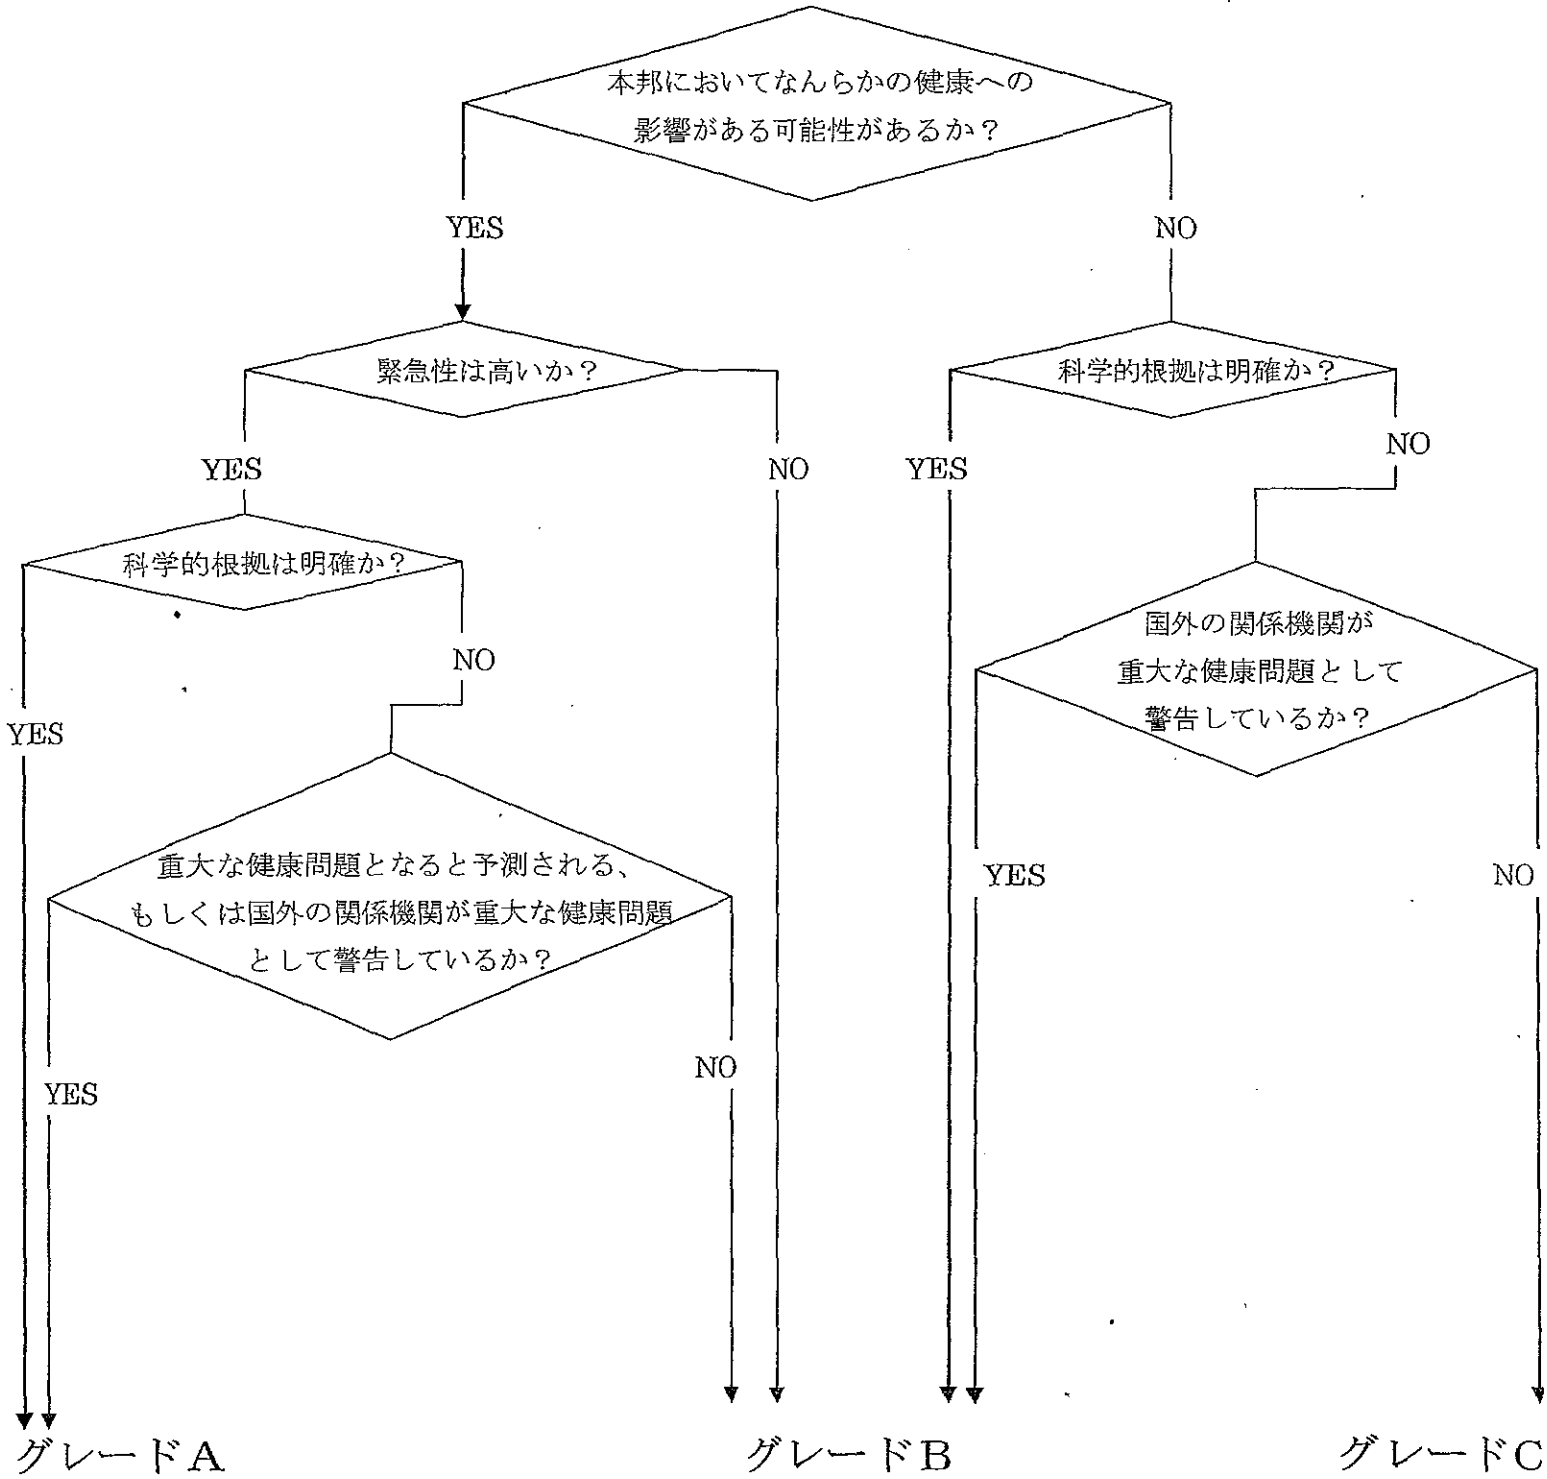 本邦においてなんらかの健康への
影響がある可能性があるか？
YES
NO
緊急性は高いか？
科学的根拠は明確か？
NO
YES
NO
YES
科学的根拠は明確か？
国外の関係機関が
重大な健康問題として
警告しているか？
NO
YES
重大な健康問題となると予測される、
もしくは国外の関係機関が重大な健康問題
として警告しているか？
YES
NO
NO
YES
グレードA
グレードB
グレードC